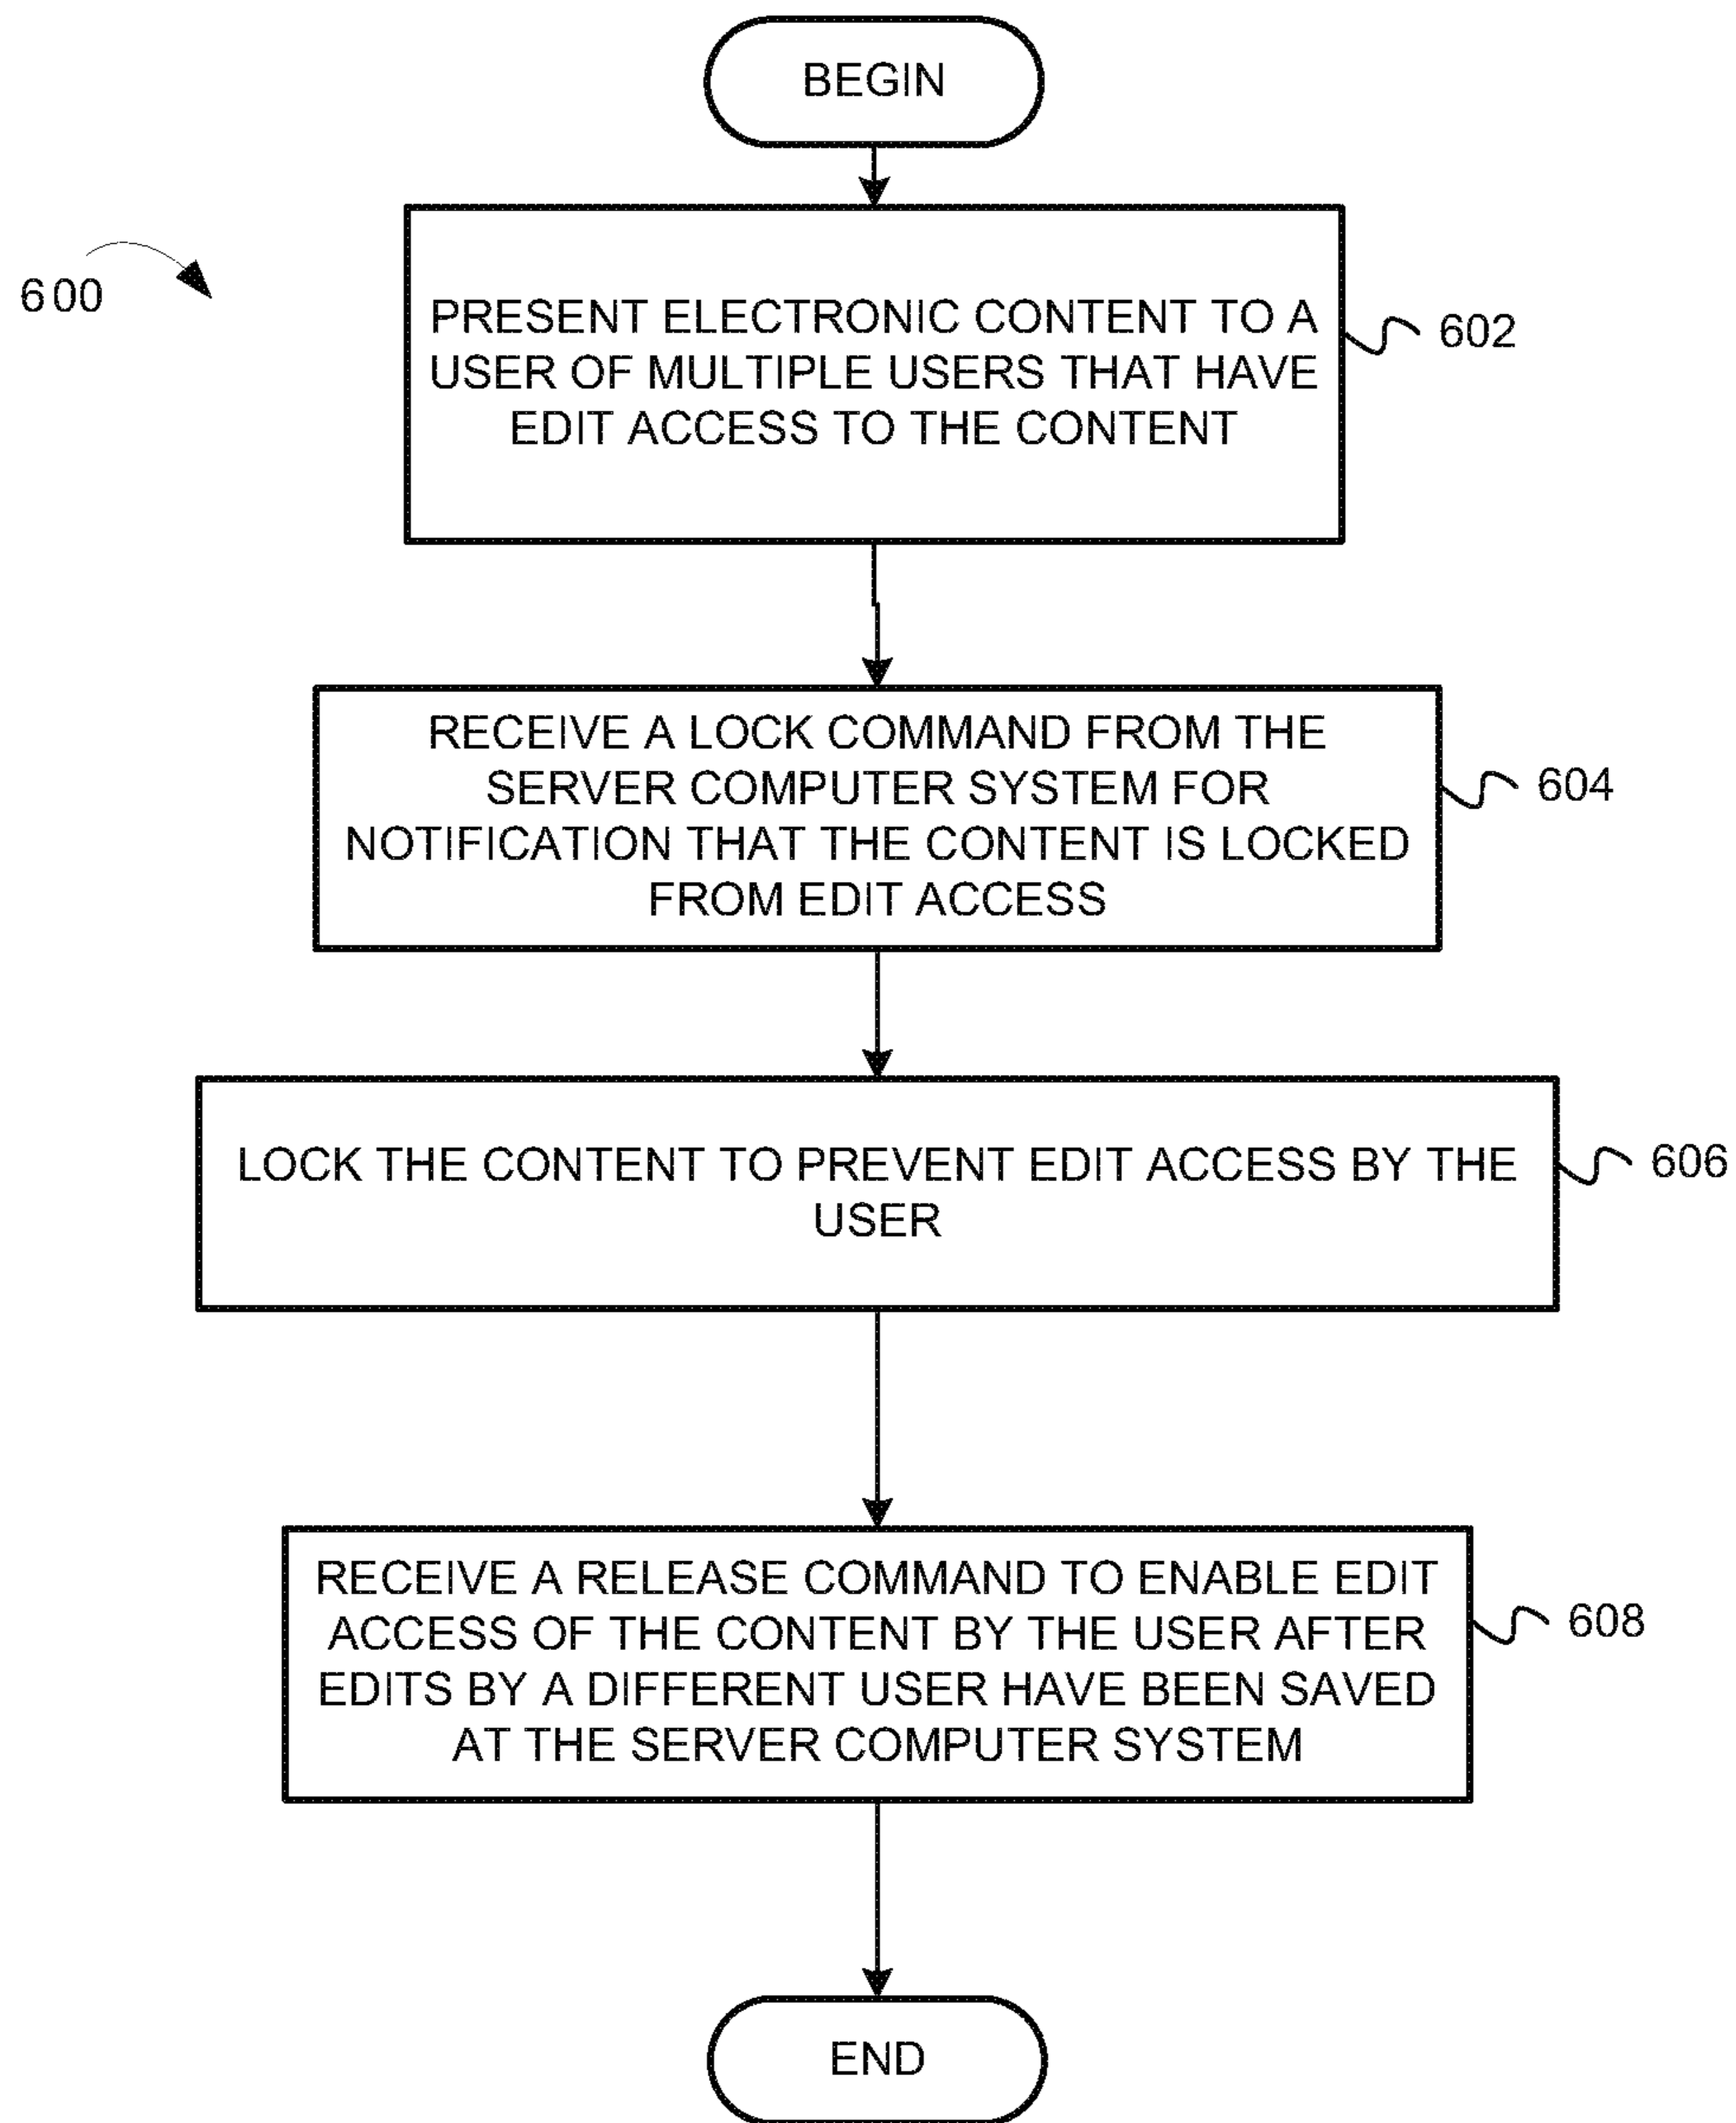 BEGIN
600
PRESENT ELECTRONIC CONTENT TO A
USER OF MULTIPLE USERS THAT HAVE
EDIT ACCESS TO THE CONTENT
602
RECEIVE A LOCK COMMAND FROM THE
SERVER COMPUTER SYSTEM FOR
NOTIFICATION THAT THE CONTENT IS LOCKED
FROM EDIT ACCESS
604
LOCK THE CONTENT TO PREVENT EDIT ACCESS BY THE
USER
606
RECEIVE A RELEASE COMMAND TO ENABLE EDIT
ACCESS OF THE CONTENT BY THE USER AFTER
EDITS BY A DIFFERENT USER HAVE BEEN SAVED
AT THE SERVER COMPUTER SYSTEM
608
END